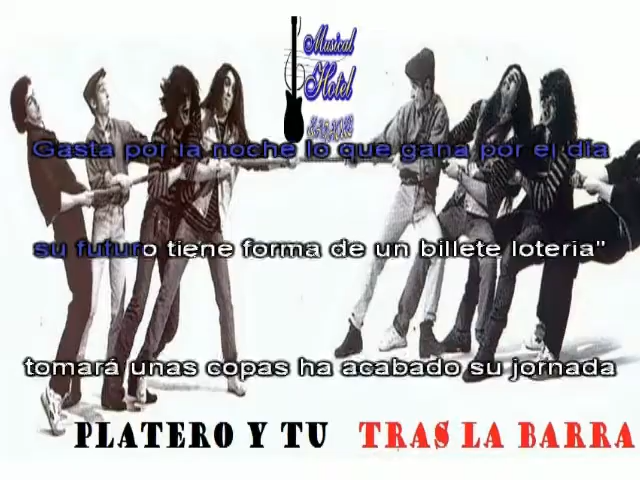 Musical
Hotel
Gasta por la noche lo que gana por el día
su futuro tiene forma de un billete loteria"
tomará unas copas ha acabado su jornada
PLATERO Y TU TRAS LA BARRA